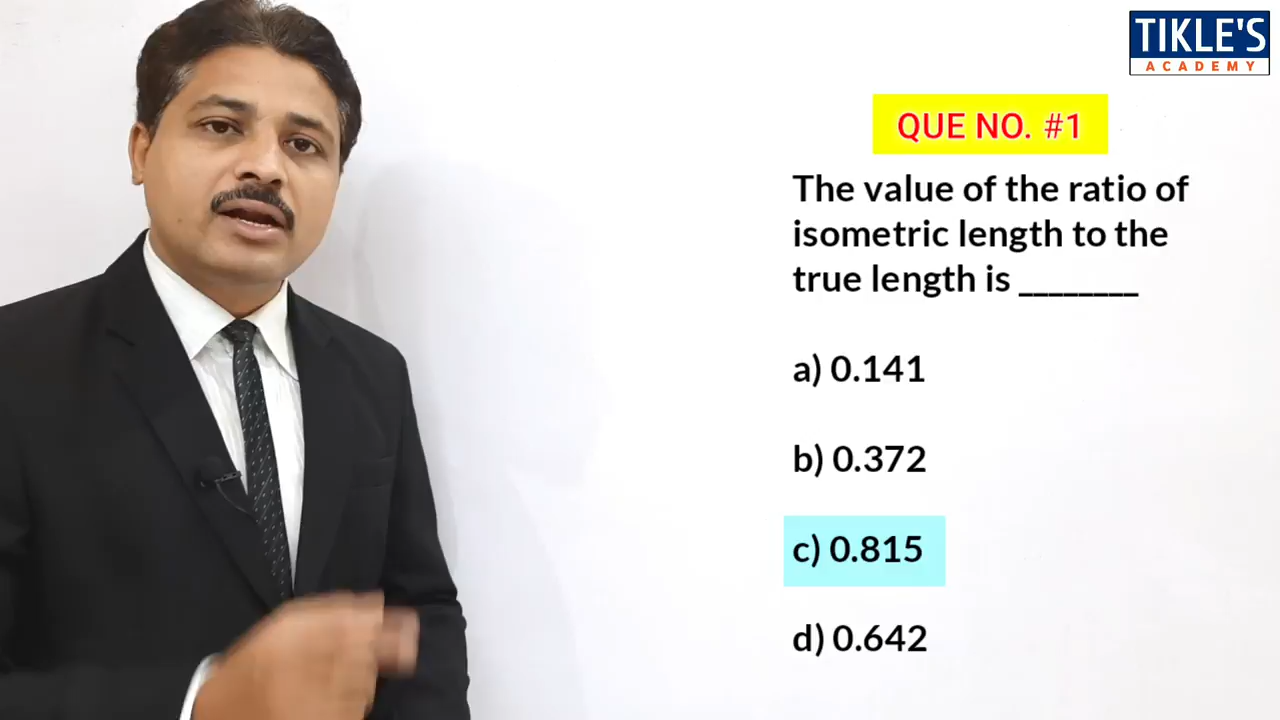 TIKLE'S
ACADEMY
QUE NO. #1
The value of the ratio of
isometric length to the
true length is ________
a) 0.141
b) 0.372
c) 0.815
d) 0.642